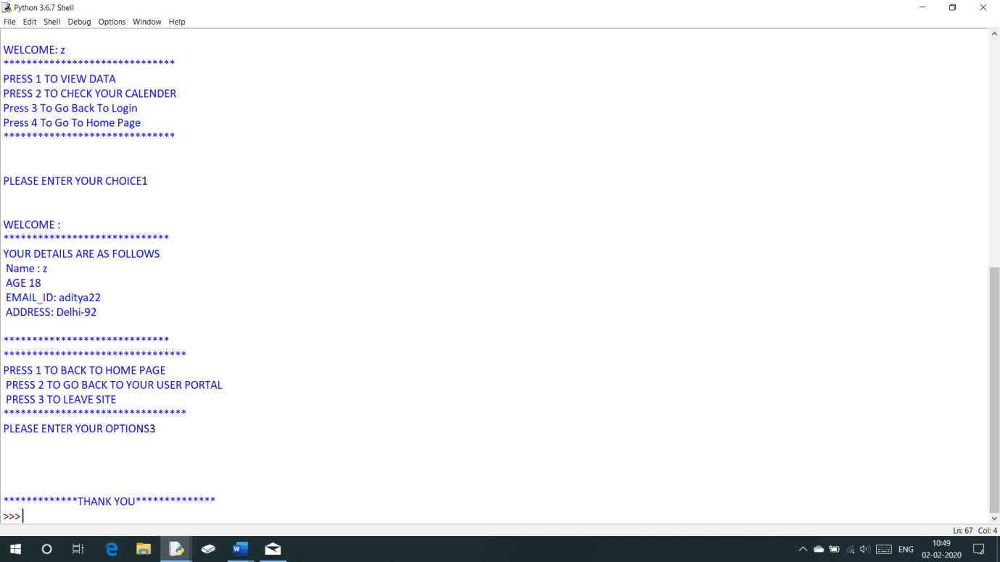 Python 3.6.7 Shell
File Edit Shell Debug Options Window Help
WELCOME: z
******************************
PRESS 1 TO VIEW DATA
PRESS 2 TO CHECK YOUR CALENDER
Press 3 To Go Back To Login
Press 4 To Go To Home Page
******************************
PLEASE ENTER YOUR CHOICE1
WELCOME :
*****************************
YOUR DETAILS ARE AS FOLLOWS
Name : z
AGE 18
EMAIL_ID: aditya22
ADDRESS: Delhi-92
*****************************
********************************
PRESS 1 TO BACK TO HOME PAGE
PRESS 2 TO GO BACK TO YOUR USER PORTAL
PRESS 3 TO LEAVE SITE
********************************
PLEASE ENTER YOUR OPTIONS3
*************THANK YOU**************
>>>
Ln: 67 Col: 4
ENG
10:49
02-02-2020